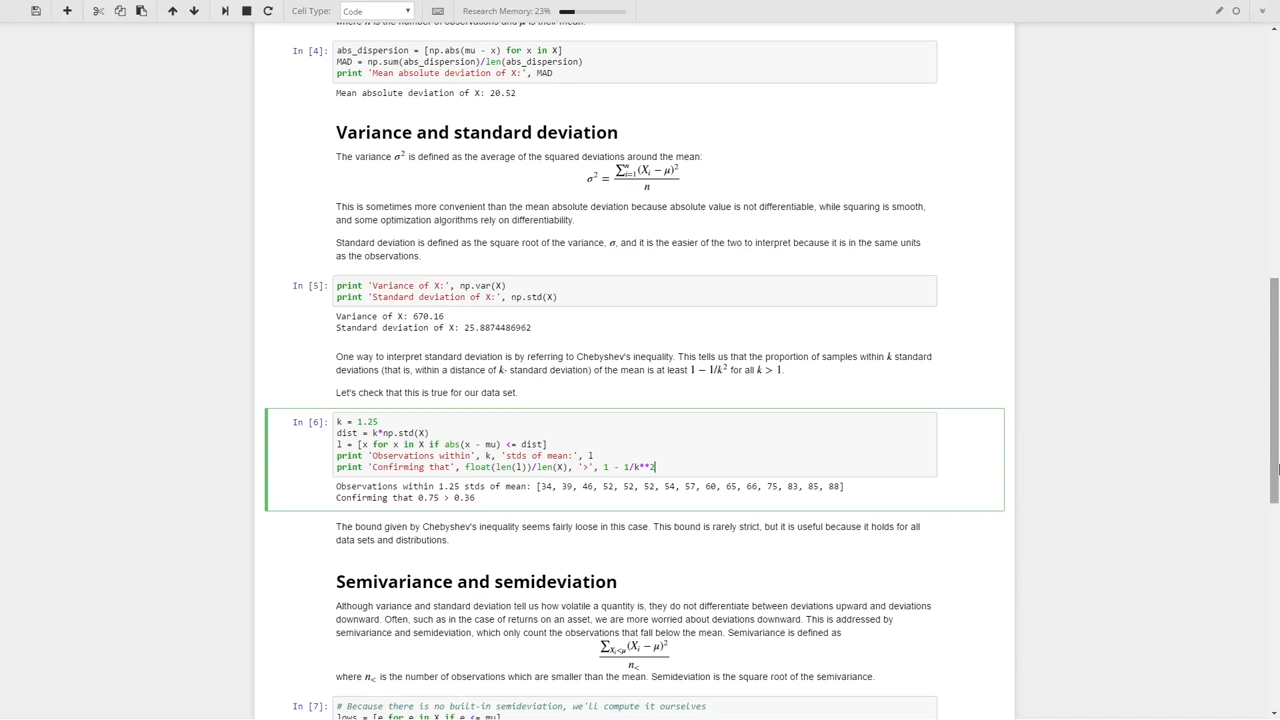 Cell Type: Code Research Memory: 23%
where n is the number of observations and μ is their mean.
In [4]: abs_dispersion = [np.abs(mu - x) for x in X]
MAD = np.sum(abs_dispersion)/len(abs_dispersion)
print 'Mean absolute deviation of X:', MAD
Mean absolute deviation of X: 20.52
Variance and standard deviation
The variance σ² is defined as the average of the squared deviations around the mean:
σ² = ∑ⁿᵢ₌₁(Xᵢ − μ)² / n
This is sometimes more convenient than the mean absolute deviation because absolute value is not differentiable, while squaring is smooth,
and some optimization algorithms rely on differentiability.
Standard deviation is defined as the square root of the variance, σ, and it is the easier of the two to interpret because it is in the same units
as the observations.
In [5]: print 'Variance of X:', np.var(X)
print 'Standard deviation of X:', np.std(X)
Variance of X: 670.16
Standard deviation of X: 25.8874486962
One way to interpret standard deviation is by referring to Chebyshev's inequality. This tells us that the proportion of samples within k standard
deviations (that is, within a distance of k· standard deviation) of the mean is at least 1 − 1/k² for all k > 1.
Let's check that this is true for our data set.
In [6]: k = 1.25
dist = k*np.std(X)
l = [x for x in X if abs(x - mu) <= dist]
print 'Observations within', k, 'stds of mean:', l
print 'Confirming that', float(len(l))/len(X), '>', 1 - 1/k**2
Observations within 1.25 stds of mean: [34, 39, 46, 52, 52, 52, 54, 57, 60, 65, 66, 75, 83, 85, 88]
Confirming that 0.75 > 0.36
The bound given by Chebyshev's inequality seems fairly loose in this case. This bound is rarely strict, but it is useful because it holds for all
data sets and distributions.
Semivariance and semideviation
Although variance and standard deviation tell us how volatile a quantity is, they do not differentiate between deviations upward and deviations
downward. Often, such as in the case of returns on an asset, we are more worried about deviations downward. This is addressed by
semivariance and semideviation, which only count the observations that fall below the mean. Semivariance is defined as
∑Xᵢ<μ(Xᵢ − μ)² / n<
where n< is the number of observations which are smaller than the mean. Semideviation is the square root of the semivariance.
In [7]: # Because there is no built-in semideviation, we'll compute it ourselves
lows = [e for e in X if e <= mu]